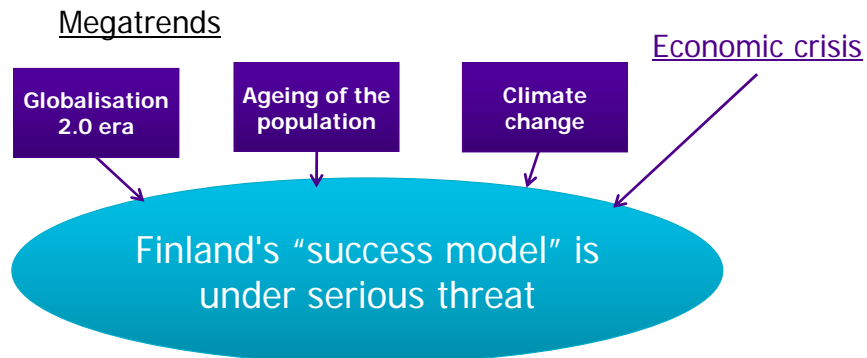 Megatrends
Economic crisis
Globalisation
2.0 era
Ageing of the
population
Climate
change
Finland's “success model” is
under serious threat